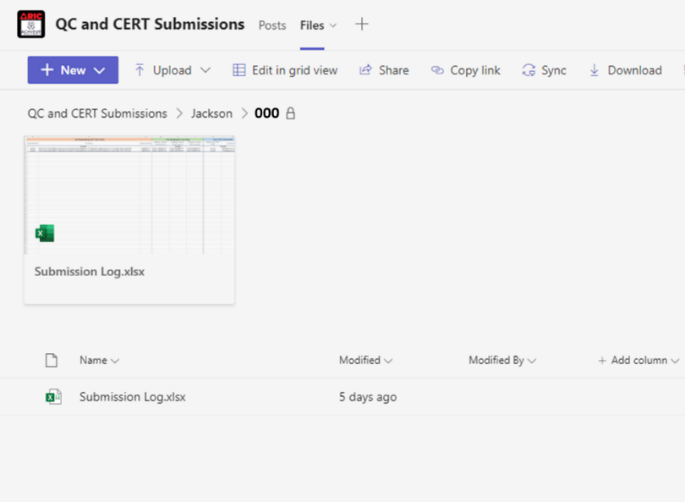 QC and CERT Submissions Posts Files
New Upload Edit in grid view Share Copy link Sync Download
QC and CERT Submissions > Jackson > 000
Submission Log.xlsx
Name Modified Modified By + Add column
Submission Log.xlsx 5 days ago